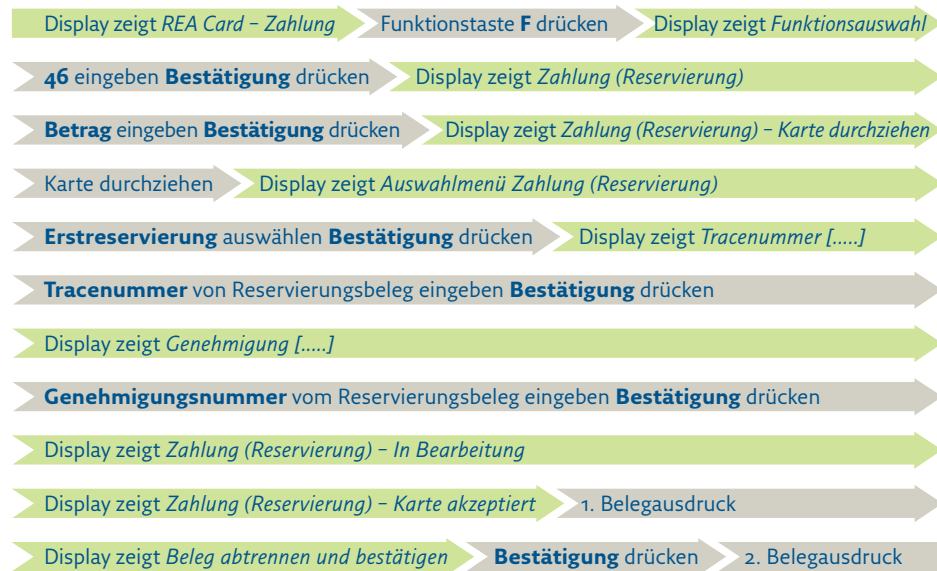 Display zeigt REA Card – Zahlung Funktionstaste F drücken Display zeigt Funktionsauswahl
46 eingeben Bestätigung drücken Display zeigt Zahlung (Reservierung)
Betrag eingeben Bestätigung drücken Display zeigt Zahlung (Reservierung) – Karte durchziehen
Karte durchziehen Display zeigt Auswahlmenü Zahlung (Reservierung)
Erstreservierung auswählen Bestätigung drücken Display zeigt Tracenummer [.....]
Tracenummer von Reservierungsbeleg eingeben Bestätigung drücken
Display zeigt Genehmigung [.....]
Genehmigungsnummer vom Reservierungsbeleg eingeben Bestätigung drücken
Display zeigt Zahlung (Reservierung) – In Bearbeitung
Display zeigt Zahlung (Reservierung) – Karte akzeptiert 1. Belegausdruck
Display zeigt Beleg abtrennen und bestätigen Bestätigung drücken 2. Belegausdruck